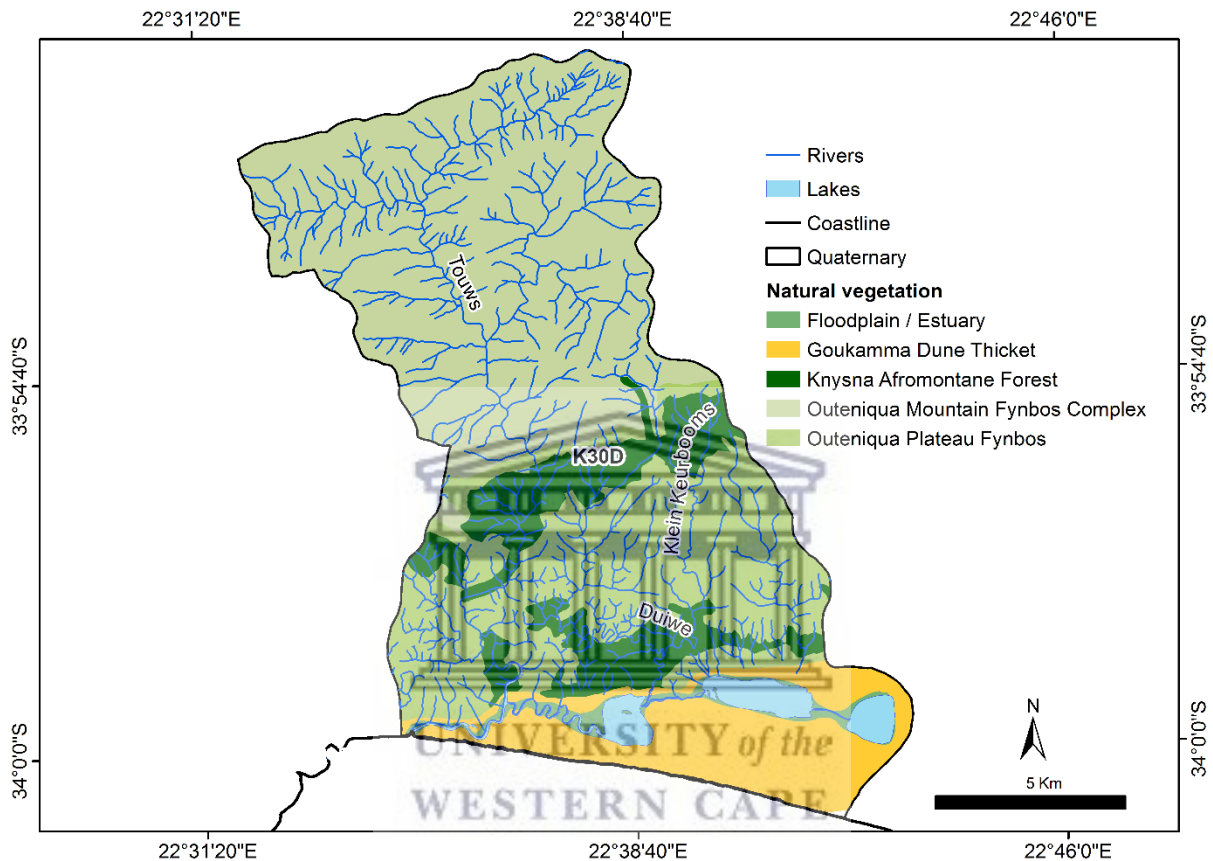 22°31'20"E
22°38'40"E
22°46'0"E
33°54'40"S
34°0'0"S
33°54'40"S
34°0'0"S
Rivers
Lakes
Coastline
Quaternary
Natural vegetation
Floodplain / Estuary
Goukamma Dune Thicket
Knysna Afromontane Forest
Outeniqua Mountain Fynbos Complex
Outeniqua Plateau Fynbos
Touws
K30D
Klein Keurbooms
Duiwe
N
5 Km
UNIVERSITY of the
WESTERN CAPE
22°31'20"E
22°38'40"E
22°46'0"E